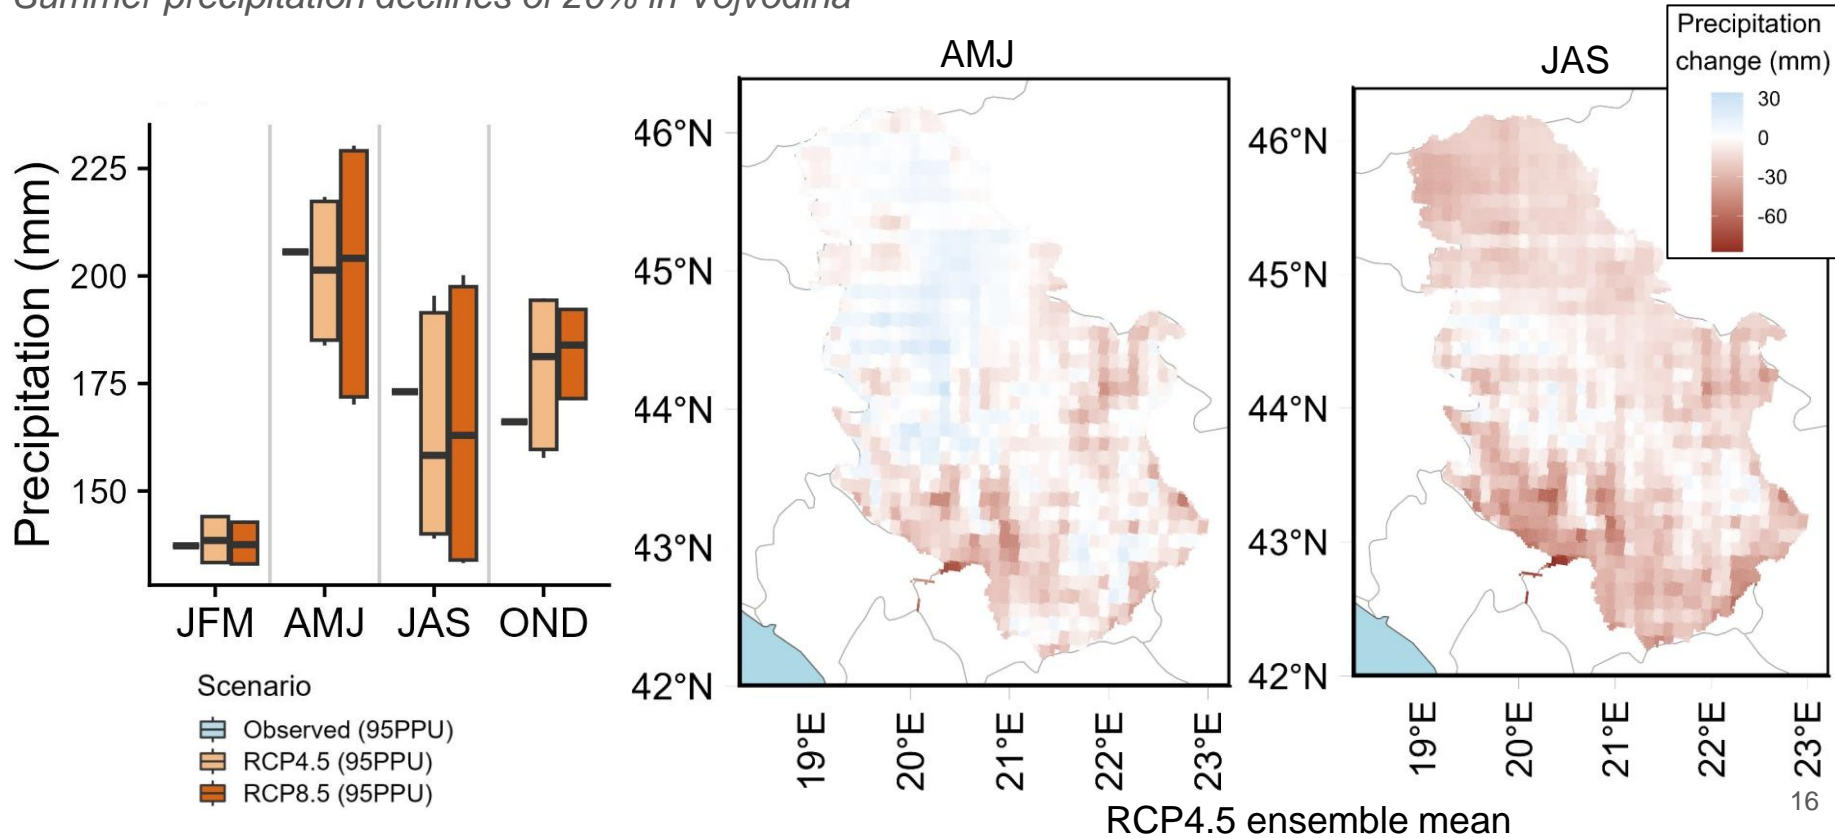 Summer precipitation declines of 20% in Vojvodina
Precipitation (mm)
225
200
175
150
JFM AMJ JAS OND
Scenario
Observed (95PPU)
RCP4.5 (95PPU)
RCP8.5 (95PPU)
AMJ
46°N
45°N
44°N
43°N
42°N
19°E 20°E 21°E 22°E 23°E
JAS
46°N
45°N
44°N
43°N
42°N
19°E 20°E 21°E 22°E 23°E
Precipitation
change (mm)
30
0
-30
-60
RCP4.5 ensemble mean
16